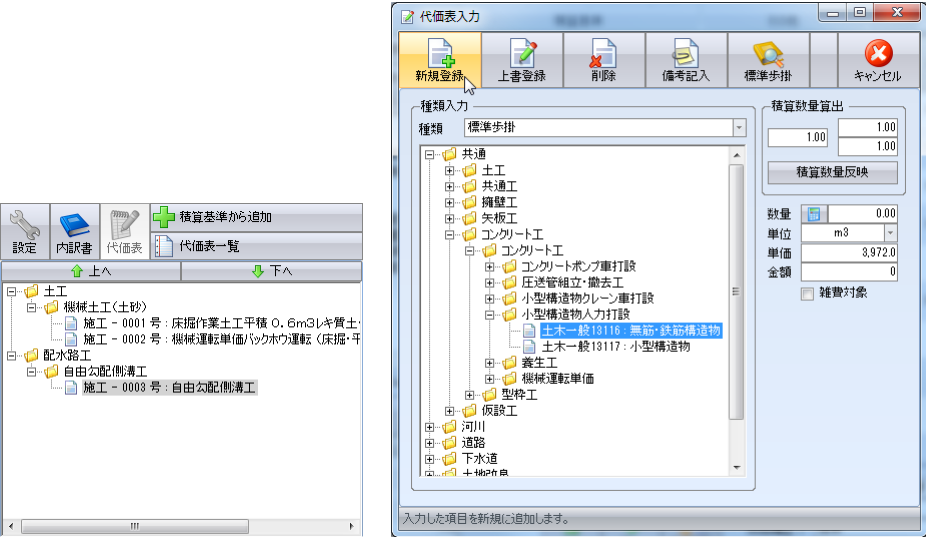 設定
内訳書
代価表
積算基準から追加
代価表一覧
上へ
下へ
土工
機械土工(土砂)
施工 - 0001 号 : 床掘作業土工平積 0. 6m3レキ質土・
施工 - 0002 号 : 機械運転単価バックホウ運転 (床掘・平
配水路工
自由勾配側溝工
施工 - 0003 号 : 自由勾配側溝工
代価表入力
新規登録
上書登録
削除
備考記入
標準歩掛
キャンセル
種類入力
種類 標準歩掛
共通
土工
共通工
擁壁工
矢板工
コンクリート工
コンクリート工
コンクリートポンプ車打設
圧送管組立・撤去工
小型構造物クレーン車打設
小型構造物人力打設
土木一般13116 : 無筋・鉄筋構造物
土木一般13117 : 小型構造物
養生工
機械運転単価
型枠工
仮設工
河川
道路
下水道
土地改良
積算数量算出
1.00
1.00
1.00
積算数量反映
数量 0.00
単位 m3
単価 3,972.0
金額 0
雑費対象
入力した項目を新規に追加します。